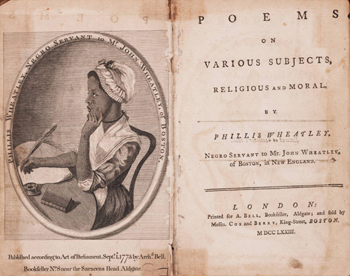 PHILLIS WHEATLEY, NEGRO SERVANT TO MR. JOHN WHEATLEY, OF BOSTON.
Published according to Act of Parliament, Sept.r 1.1773 by Arch.d Bell,
Bookseller No.8 near the Saracens Head Aldgate.
POEMS
ON
VARIOUS SUBJECTS,
RELIGIOUS AND MORAL.
BY
PHILLIS WHEATLEY,
NEGRO SERVANT to Mr. JOHN WHEATLEY,
of BOSTON, in NEW ENGLAND.
LONDON:
Printed for A. BELL, Bookseller, Aldgate; and sold by
Messrs. COX and BERRY, King-Street, BOSTON.
MDCCLXXIII.